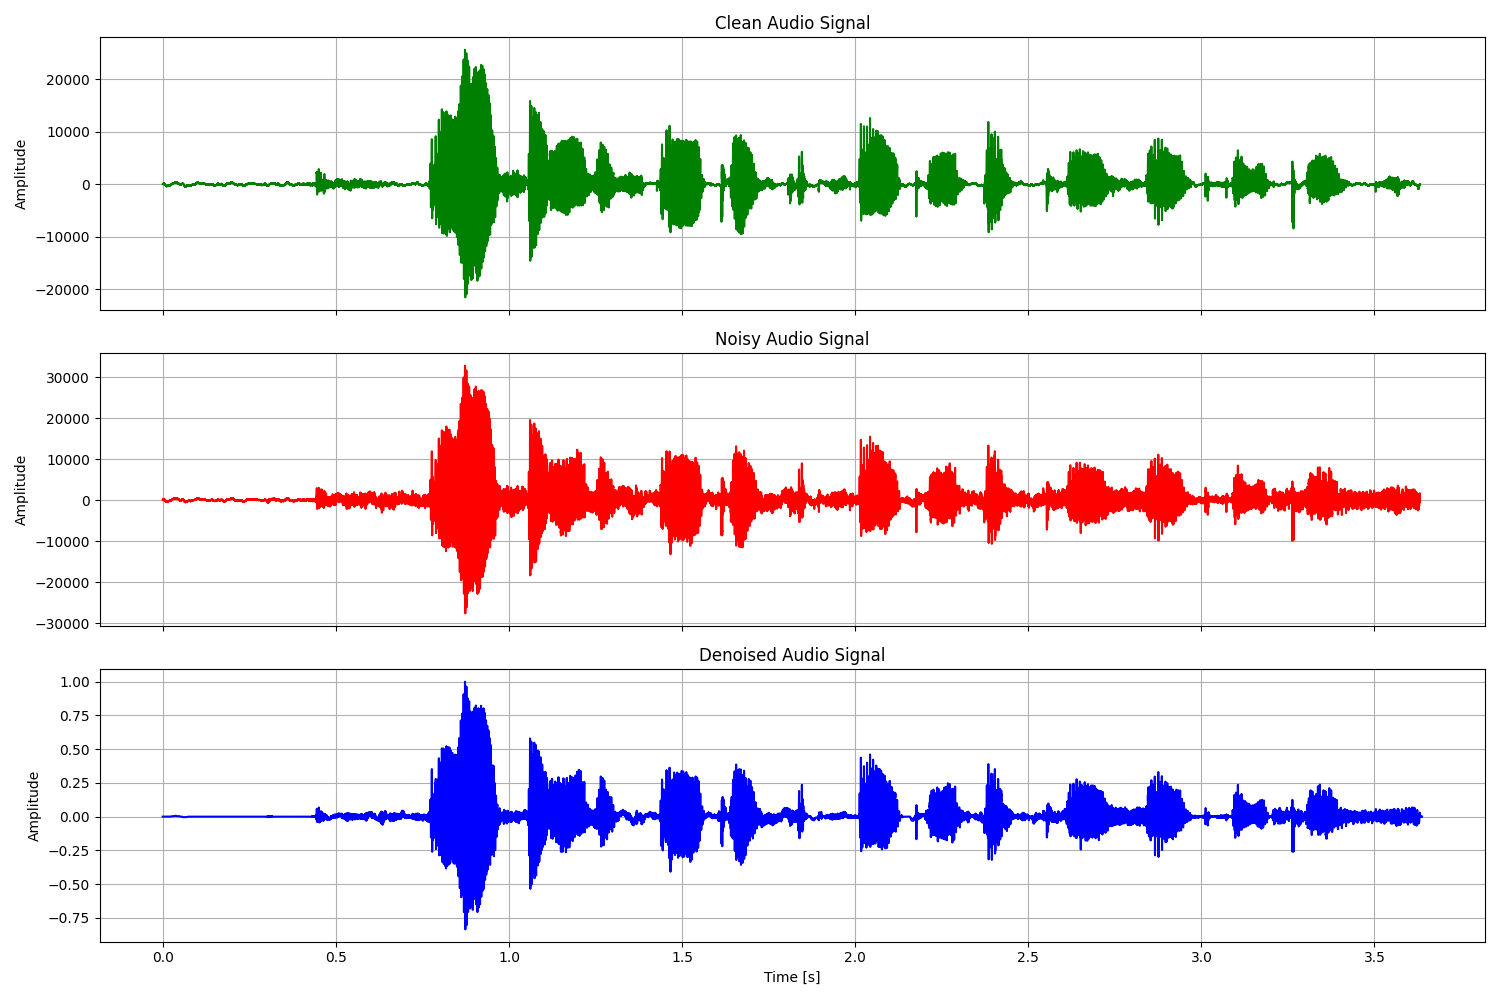 Clean Audio Signal
20000
10000
0
−10000
−20000
Amplitude
Noisy Audio Signal
30000
20000
10000
0
−10000
−20000
−30000
Amplitude
Denoised Audio Signal
1.00
0.75
0.50
0.25
0.00
−0.25
−0.50
−0.75
Amplitude
0.0 0.5 1.0 1.5 2.0 2.5 3.0 3.5
Time [s]